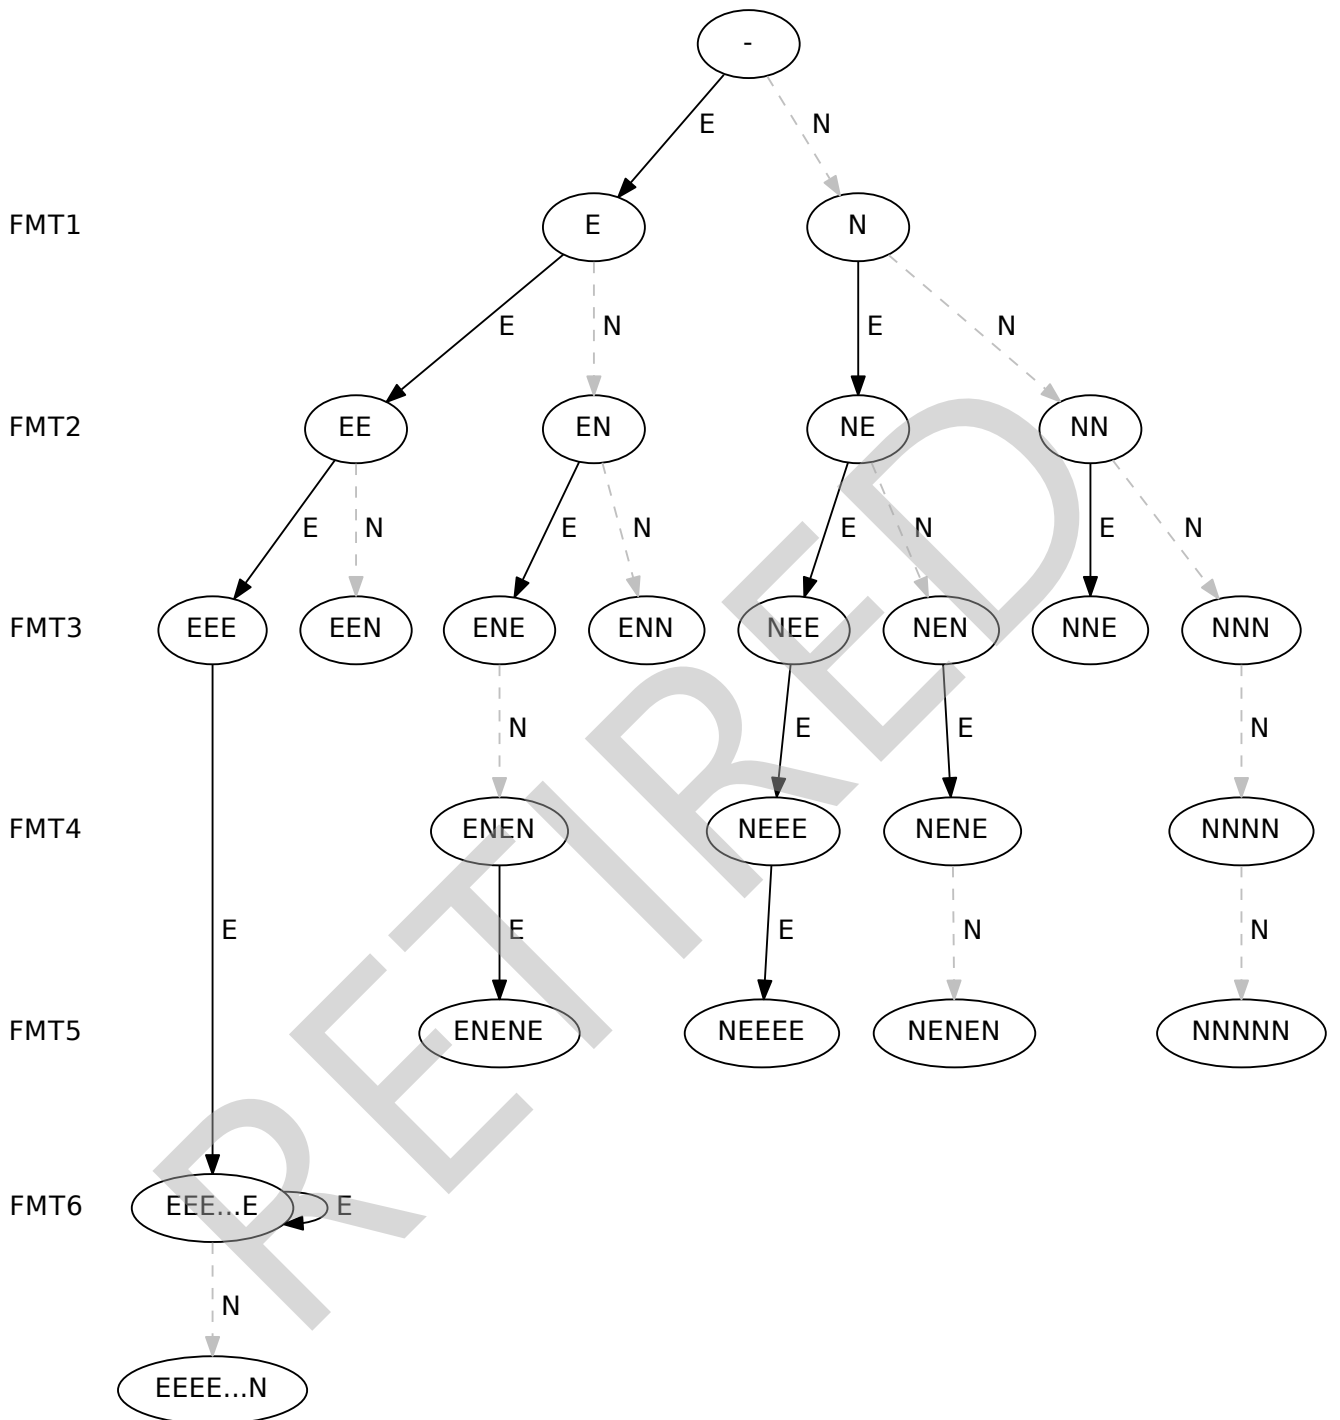 -
E N
FMT1 E N
E N E N
FMT2 EE EN NE NN
E N E N E N E N
FMT3 EEE EEN ENE ENN NEE NEN NNE NNN
N E E N
FMT4 ENEN NEEE NENE NNNN
E E E N N
FMT5 ENENE NEEEE NENEN NNNNN
FMT6 EEE...E E
N
EEEE...N
RETIRED